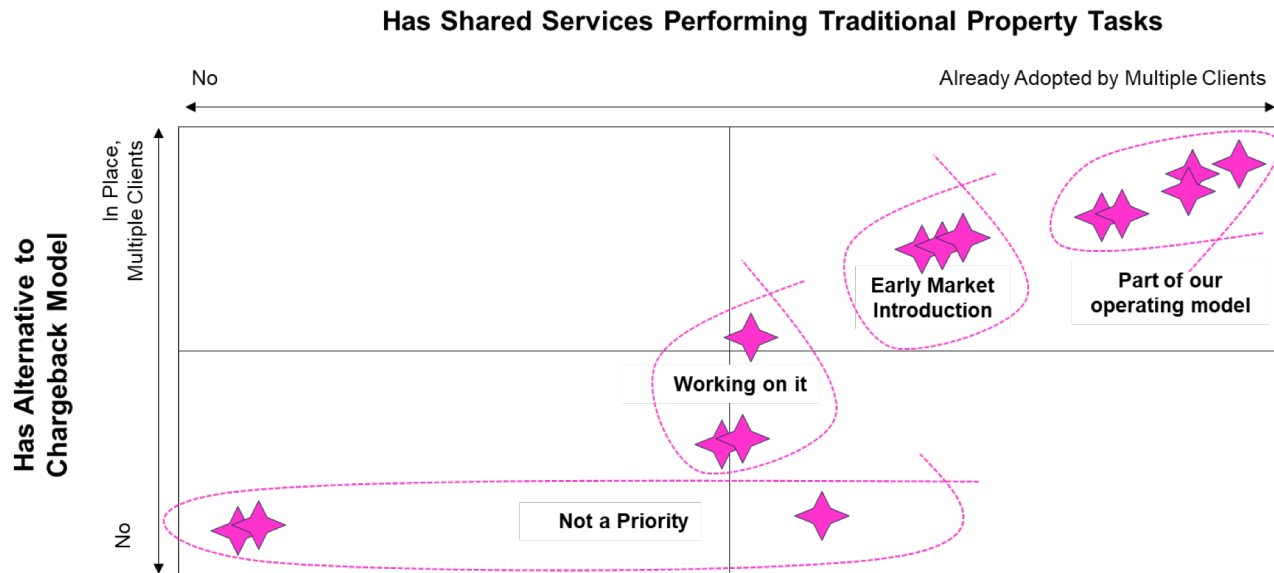 Has Shared Services Performing Traditional Property Tasks
No
Already Adopted by Multiple Clients
Has Alternative to
Chargeback Model
In Place,
Multiple Clients
No
Early Market
Introduction
Part of our
operating model
Working on it
Not a Priority